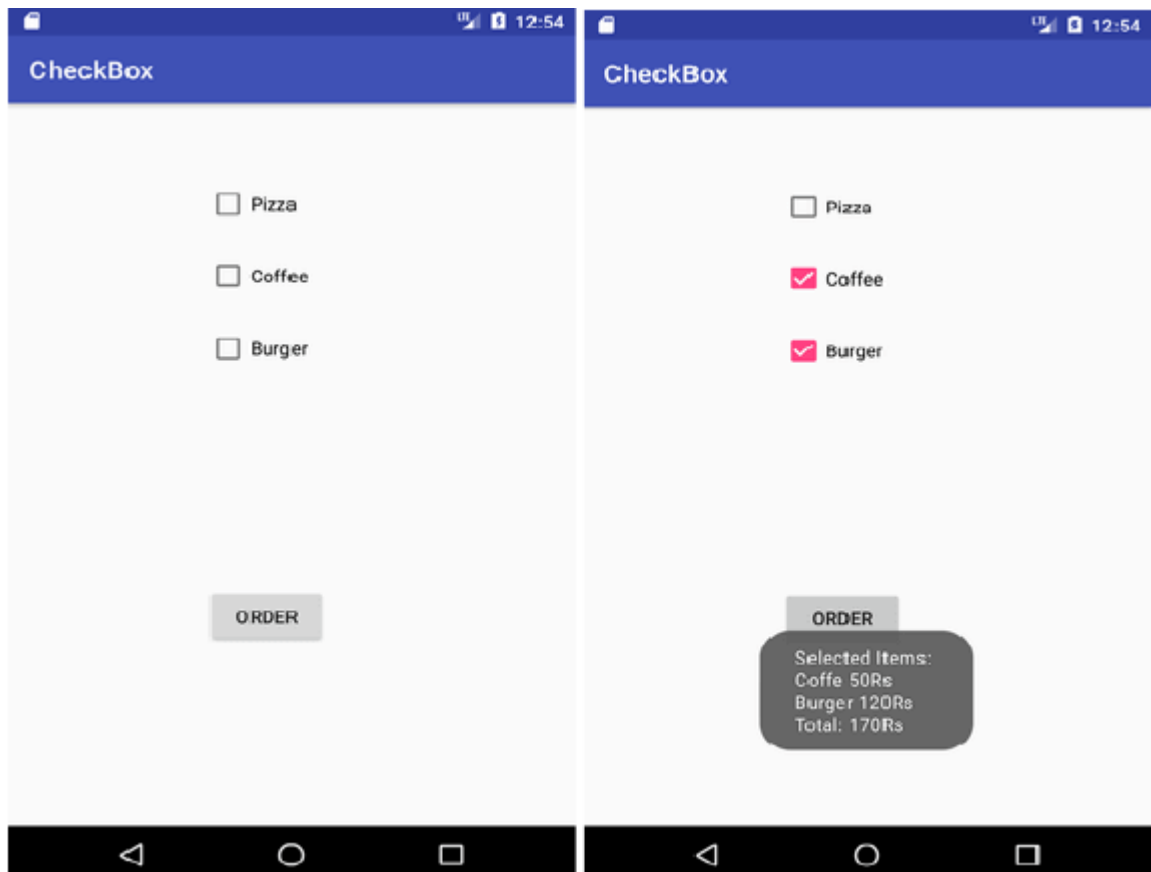 12:54
CheckBox
Pizza
Coffee
Burger
ORDER
12:54
CheckBox
Pizza
Coffee
Burger
ORDER
Selected Items:
Coffe 50Rs
Burger 120Rs
Total: 170Rs